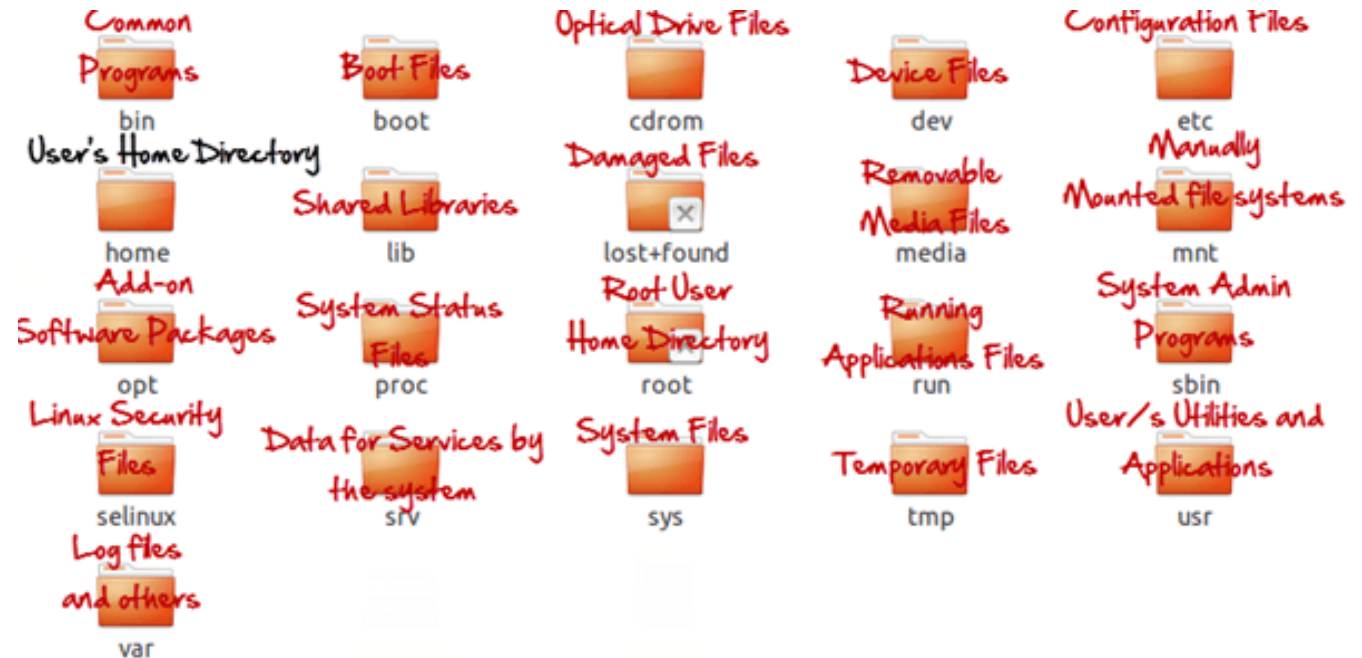 Common
Programs
bin
Boot Files
boot
Optical Drive Files
cdrom
Device Files
dev
Configuration Files
etc
User's Home Directory
home
Shared Libraries
lib
Damaged Files
lost+found
Removable
Media Files
media
Manually
Mounted file systems
mnt
Add-on
Software Packages
opt
System Status
Files
proc
Root User
Home Directory
root
Running
Applications Files
run
System Admin
Programs
sbin
Linux Security
Files
selinux
Data for Services by
the system
srv
System Files
sys
Temporary Files
tmp
User/s Utilities and
Applications
usr
Log files
and others
var